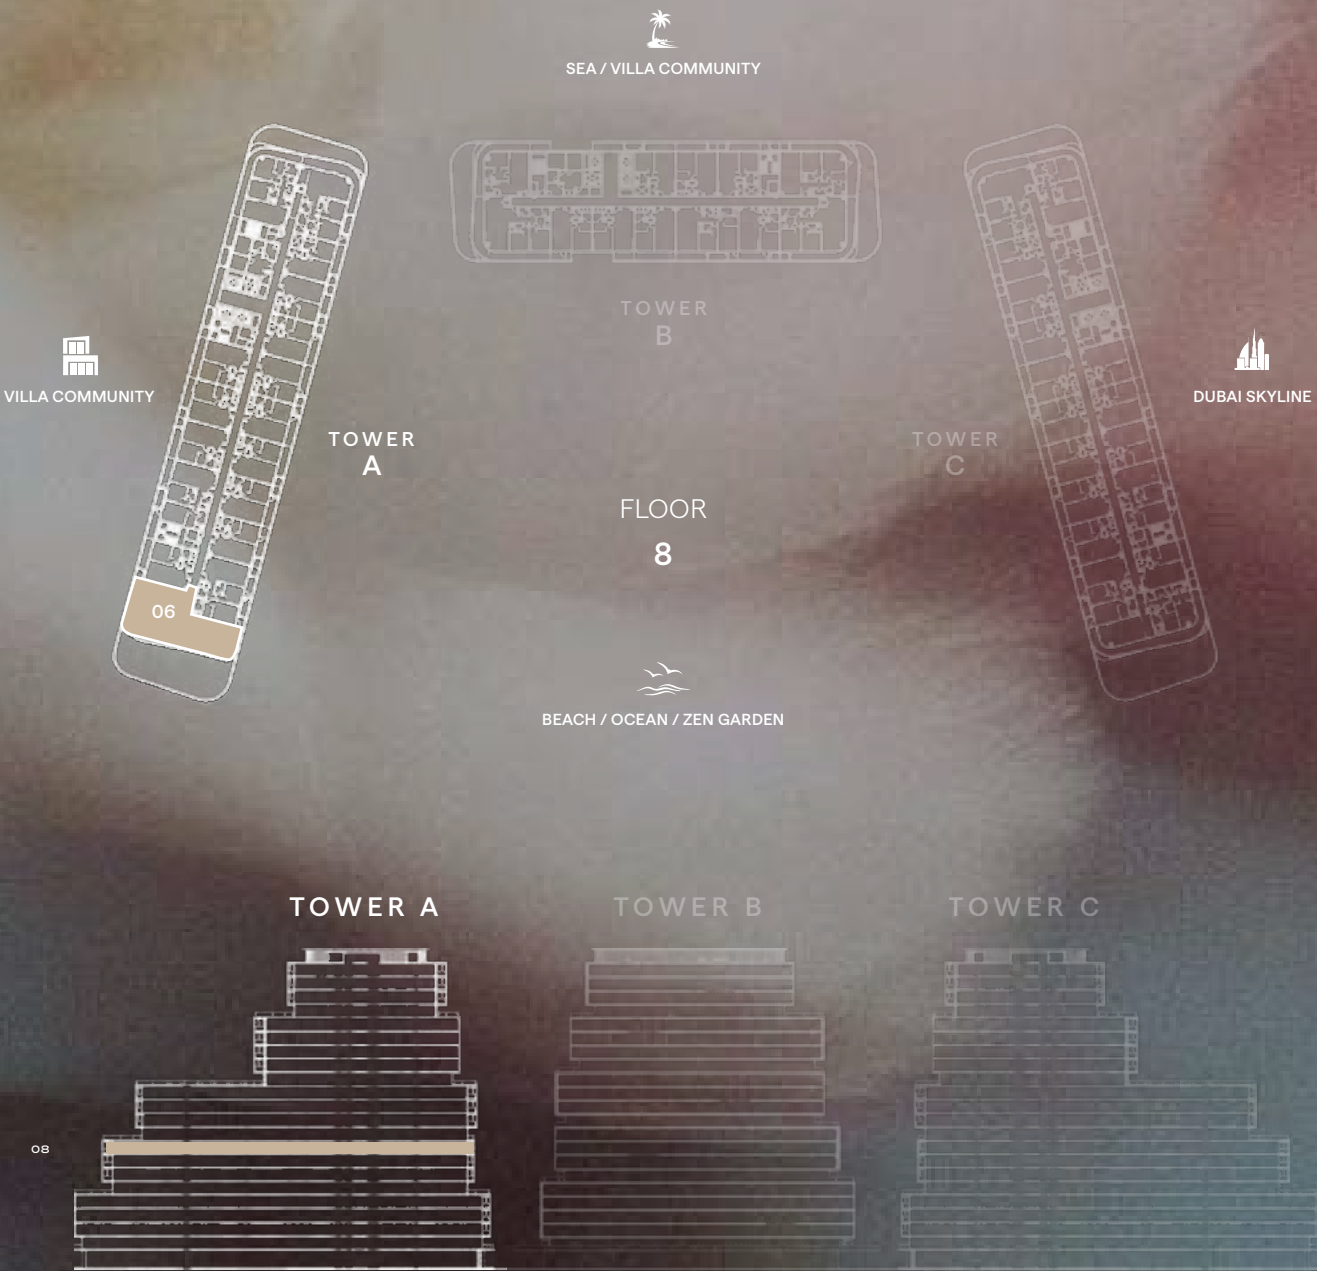 SEA / VILLA COMMUNITY
TOWER
B
VILLA COMMUNITY
DUBAI SKYLINE
TOWER
A
TOWER
C
FLOOR
8
06
BEACH / OCEAN / ZEN GARDEN
TOWER A
TOWER B
TOWER C
08